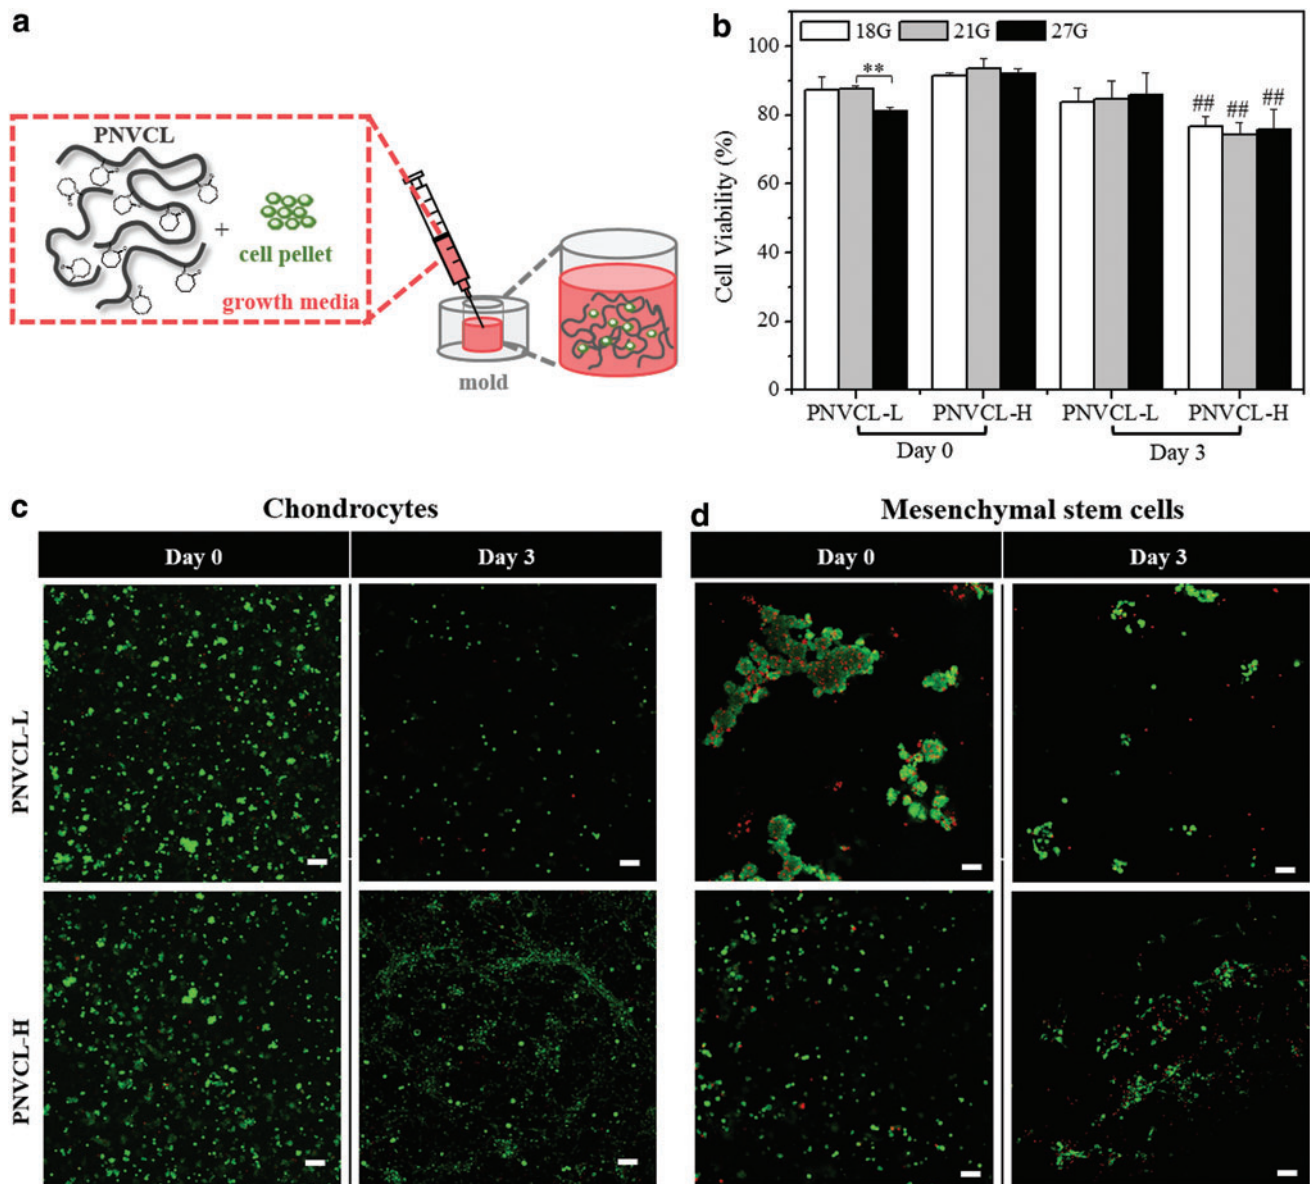 a
PNVCL
+
cell pellet
growth media
mold
b
18G 21G 27G
Cell Viability (%)
100
80
60
40
20
0
**
## ## ##
PNVCL-L PNVCL-H PNVCL-L PNVCL-H
Day 0 Day 3
c Chondrocytes
Day 0 Day 3
PNVCL-L
PNVCL-H
d Mesenchymal stem cells
Day 0 Day 3